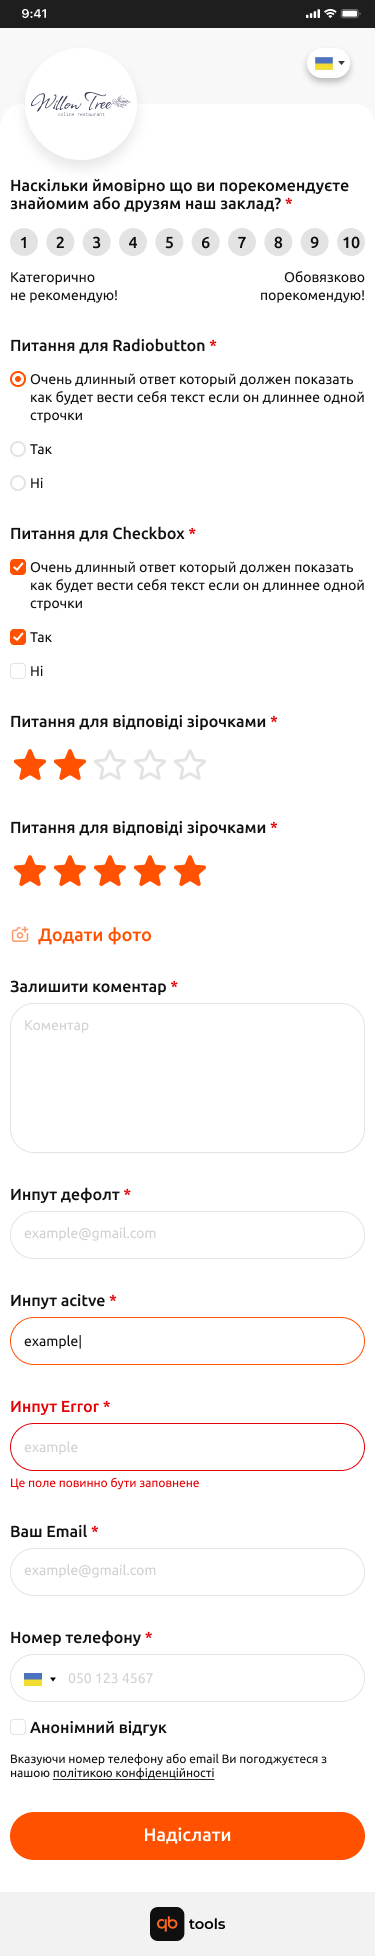 9:41
Willow Tree
online restaurant
Наскільки ймовірно що ви порекомендуєте
знайомим або друзям наш заклад? *
1 2 3 4 5 6 7 8 9 10
Категорично
не рекомендую!
Обовязково
порекомендую!
Питання для Radiobutton *
Очень длинный ответ который должен показать
как будет вести себя текст если он длиннее одной
строчки
Так
Ні
Питання для Checkbox *
Очень длинный ответ который должен показать
как будет вести себя текст если он длиннее одной
строчки
Так
Ні
Питання для відповіді зірочками *
Питання для відповіді зірочками *
Додати фото
Залишити коментар *
Коментар
Инпут дефолт *
example@gmail.com
Инпут acitve *
example|
Инпут Error *
example
Це поле повинно бути заповнене
Ваш Email *
example@gmail.com
Номер телефону *
050 123 4567
Анонімний відгук
Вказуючи номер телефону або email Ви погоджуєтеся з
нашою політикою конфіденційності
Надіслати
qb tools